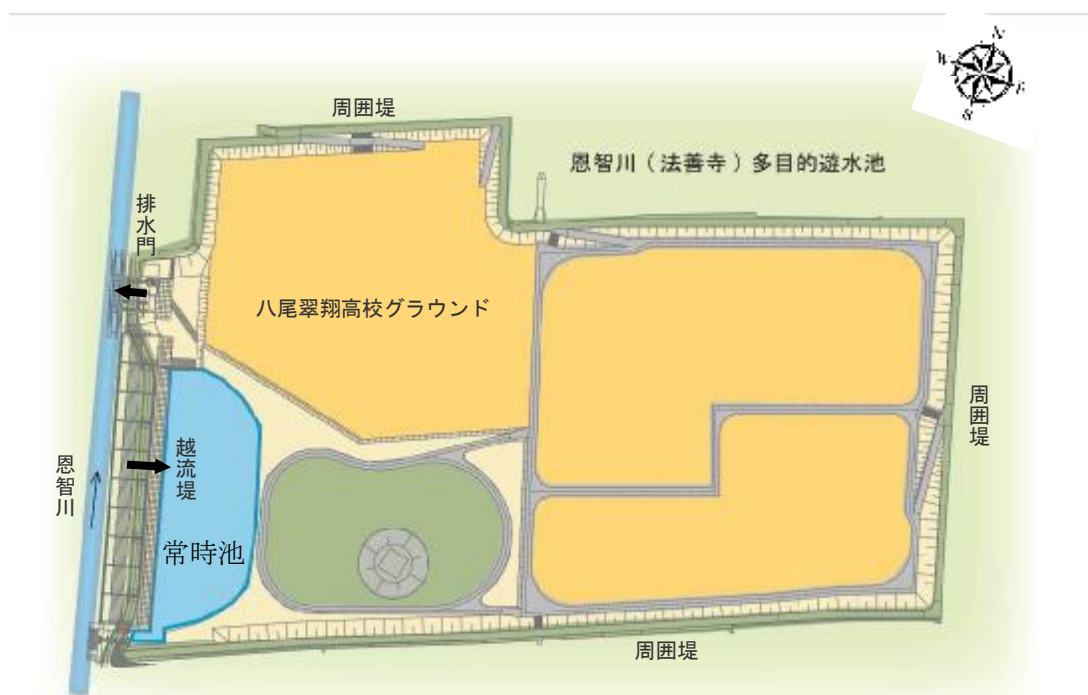 N
W
E
S
周囲堤
恩智川（法善寺）多目的遊水池
排水門
八尾翠翔高校グラウンド
周囲堤
越流堤
恩智川
常時池
周囲堤